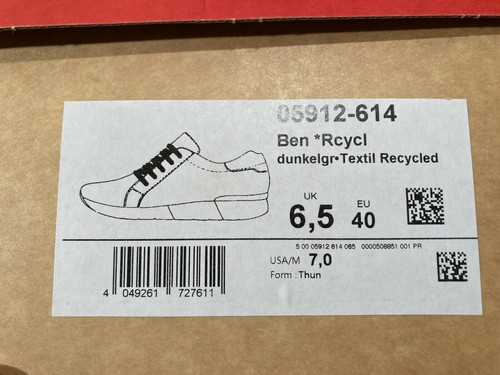 05912-614
Ben *Rcycl
dunkelgr•Textil Recycled
UK 6,5 EU 40
5 00 05912 614 065 0000508851 001 PR
USA/M 7,0
Form : Thun
4 049261 727611